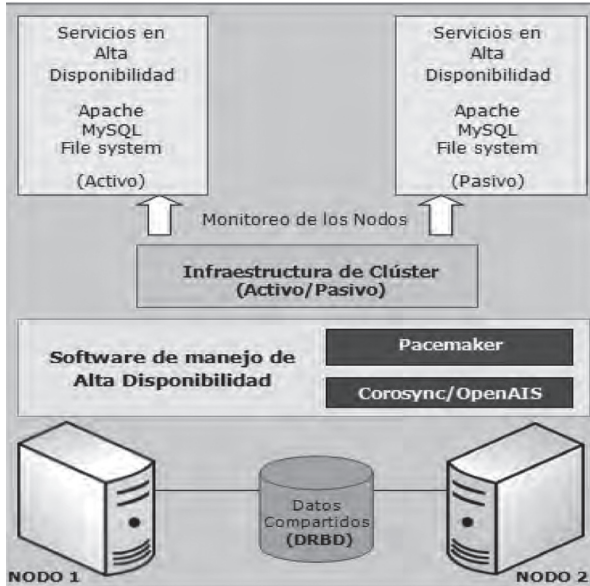 Servicios en
Alta
Disponibilidad
Apache
MySQL
File system
(Activo)
Servicios en
Alta
Disponibilidad
Apache
MySQL
File system
(Pasivo)
Monitoreo de los Nodos
Infraestructura de Clúster
(Activo/Pasivo)
Software de manejo de
Alta Disponibilidad
Pacemaker
Corosync/OpenAIS
Datos
Compartidos
(DRBD)
NODO 1
NODO 2